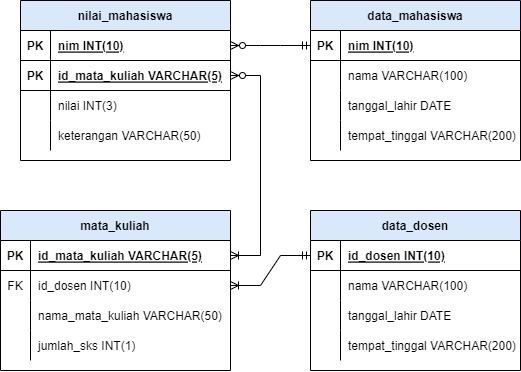 nilai_mahasiswa
PK nim INT(10)
PK id_mata_kuliah VARCHAR(5)
nilai INT(3)
keterangan VARCHAR(50)
data_mahasiswa
PK nim INT(10)
nama VARCHAR(100)
tanggal_lahir DATE
tempat_tinggal VARCHAR(200)
mata_kuliah
PK id_mata_kuliah VARCHAR(5)
FK id_dosen INT(10)
nama_mata_kuliah VARCHAR(50)
jumlah_sks INT(1)
data_dosen
PK id_dosen INT(10)
nama VARCHAR(100)
tanggal_lahir DATE
tempat_tinggal VARCHAR(200)